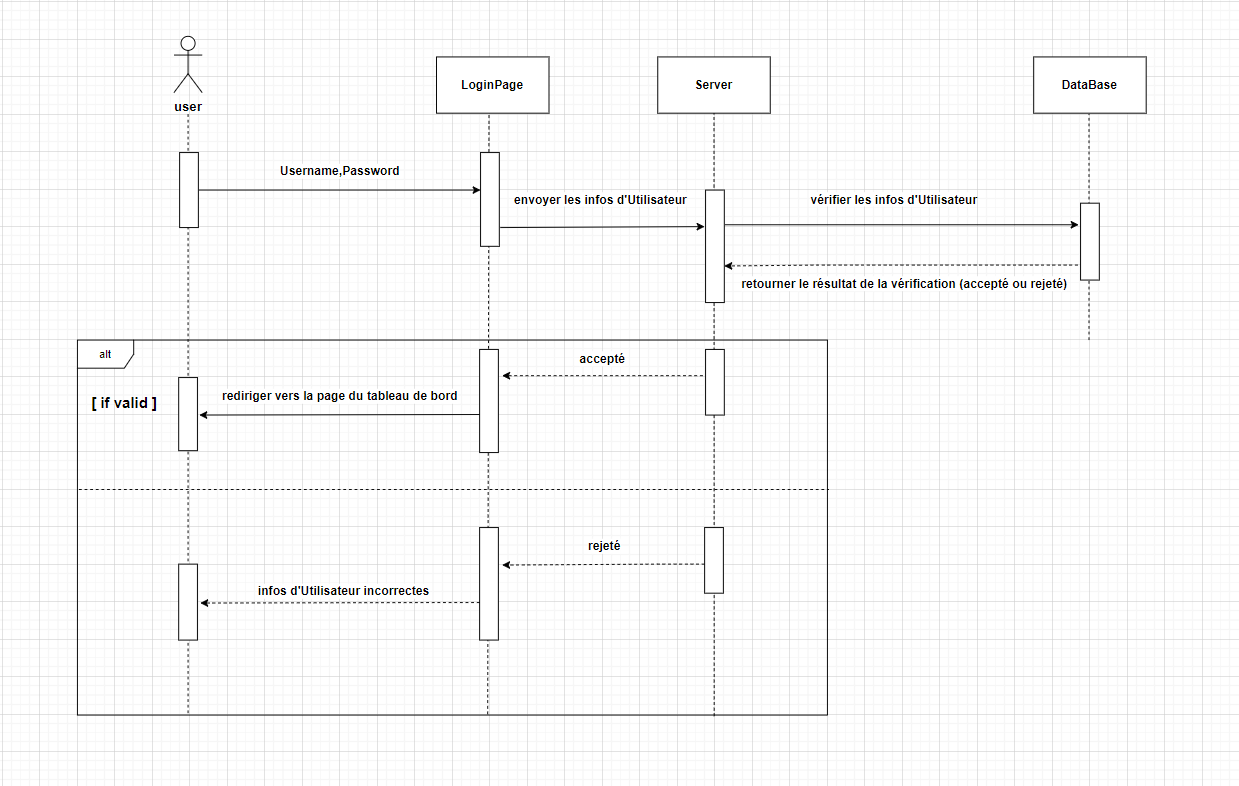 user
LoginPage
Server
DataBase
Username,Password
envoyer les infos d'Utilisateur
vérifier les infos d'Utilisateur
retourner le résultat de la vérification (accepté ou rejeté)
alt
accepté
[ if valid ]
rediriger vers la page du tableau de bord
rejeté
infos d'Utilisateur incorrectes